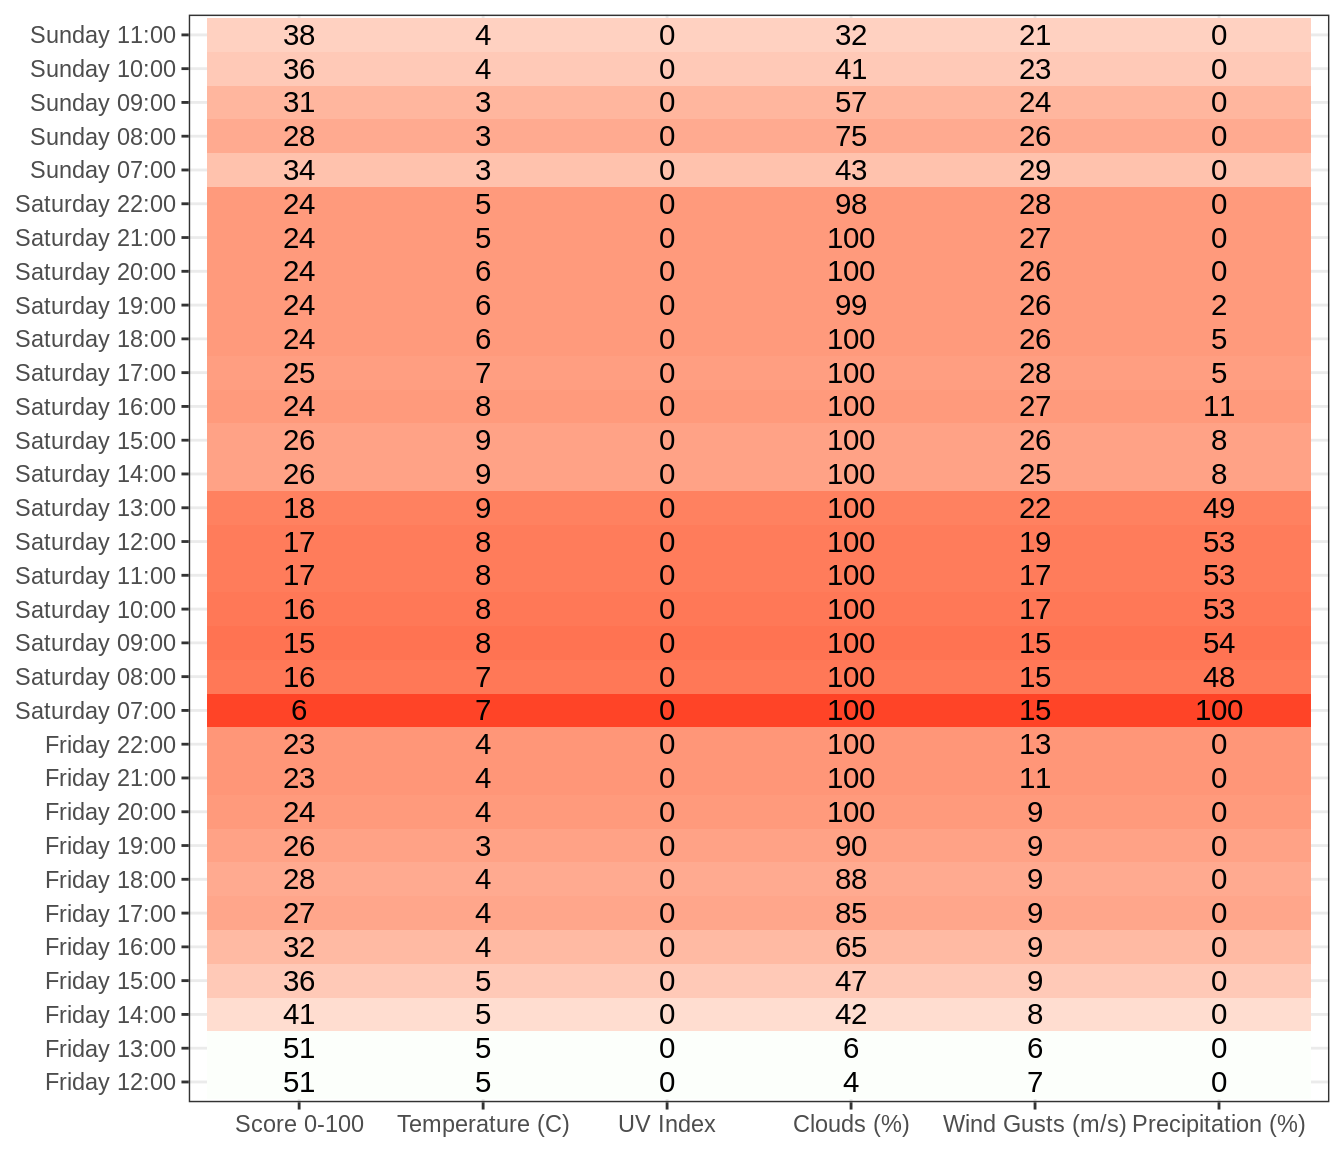 Sunday 11:00 38 4 0 32 21 0
Sunday 10:00 36 4 0 41 23 0
Sunday 09:00 31 3 0 57 24 0
Sunday 08:00 28 3 0 75 26 0
Sunday 07:00 34 3 0 43 29 0
Saturday 22:00 24 5 0 98 28 0
Saturday 21:00 24 5 0 100 27 0
Saturday 20:00 24 6 0 100 26 0
Saturday 19:00 24 6 0 99 26 2
Saturday 18:00 24 6 0 100 26 5
Saturday 17:00 25 7 0 100 28 5
Saturday 16:00 24 8 0 100 27 11
Saturday 15:00 26 9 0 100 26 8
Saturday 14:00 26 9 0 100 25 8
Saturday 13:00 18 9 0 100 22 49
Saturday 12:00 17 8 0 100 19 53
Saturday 11:00 17 8 0 100 17 53
Saturday 10:00 16 8 0 100 17 53
Saturday 09:00 15 8 0 100 15 54
Saturday 08:00 16 7 0 100 15 48
Saturday 07:00 6 7 0 100 15 100
Friday 22:00 23 4 0 100 13 0
Friday 21:00 23 4 0 100 11 0
Friday 20:00 24 4 0 100 9 0
Friday 19:00 26 3 0 90 9 0
Friday 18:00 28 4 0 88 9 0
Friday 17:00 27 4 0 85 9 0
Friday 16:00 32 4 0 65 9 0
Friday 15:00 36 5 0 47 9 0
Friday 14:00 41 5 0 42 8 0
Friday 13:00 51 5 0 6 6 0
Friday 12:00 51 5 0 4 7 0
Score 0-100 Temperature (C) UV Index Clouds (%) Wind Gusts (m/s) Precipitation (%)